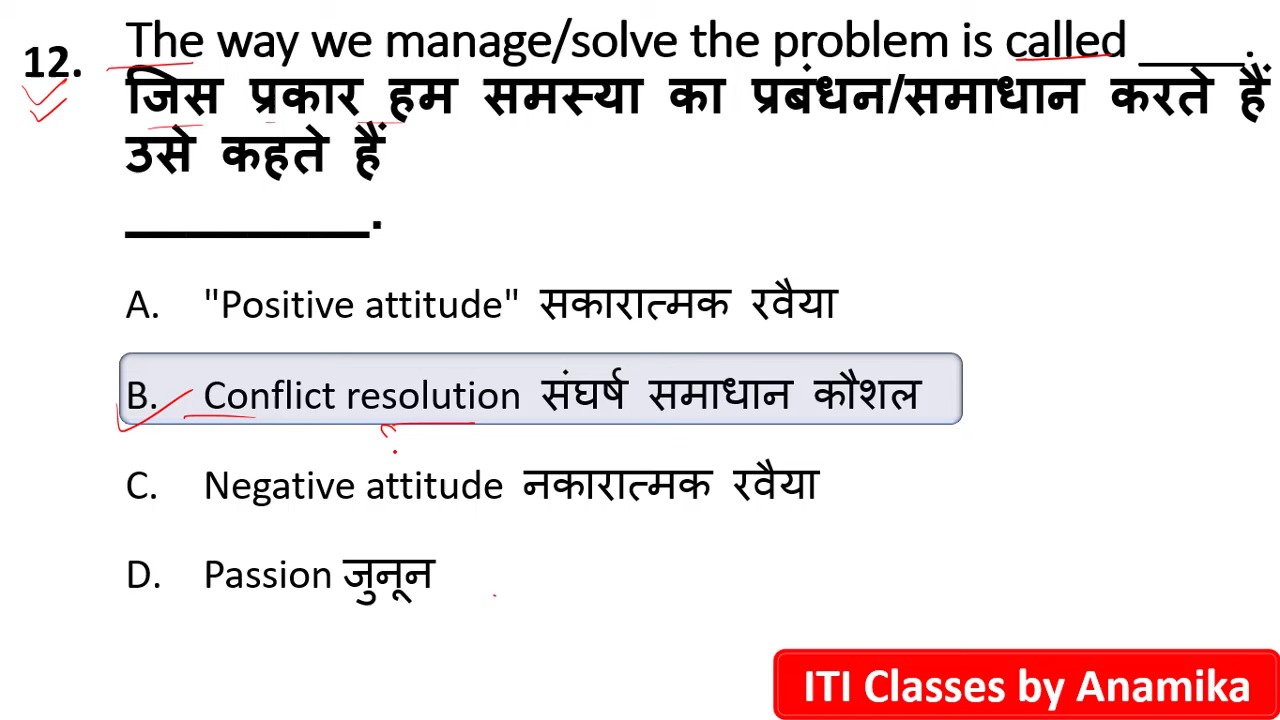 12. The way we manage/solve the problem is called _____.
जिस प्रकार हम समस्या का प्रबंधन/समाधान करते हैं
उसे कहते हैं
_________.
A. "Positive attitude" सकारात्मक रवैया
B. Conflict resolution संघर्ष समाधान कौशल
C. Negative attitude नकारात्मक रवैया
D. Passion जुनून
ITI Classes by Anamika